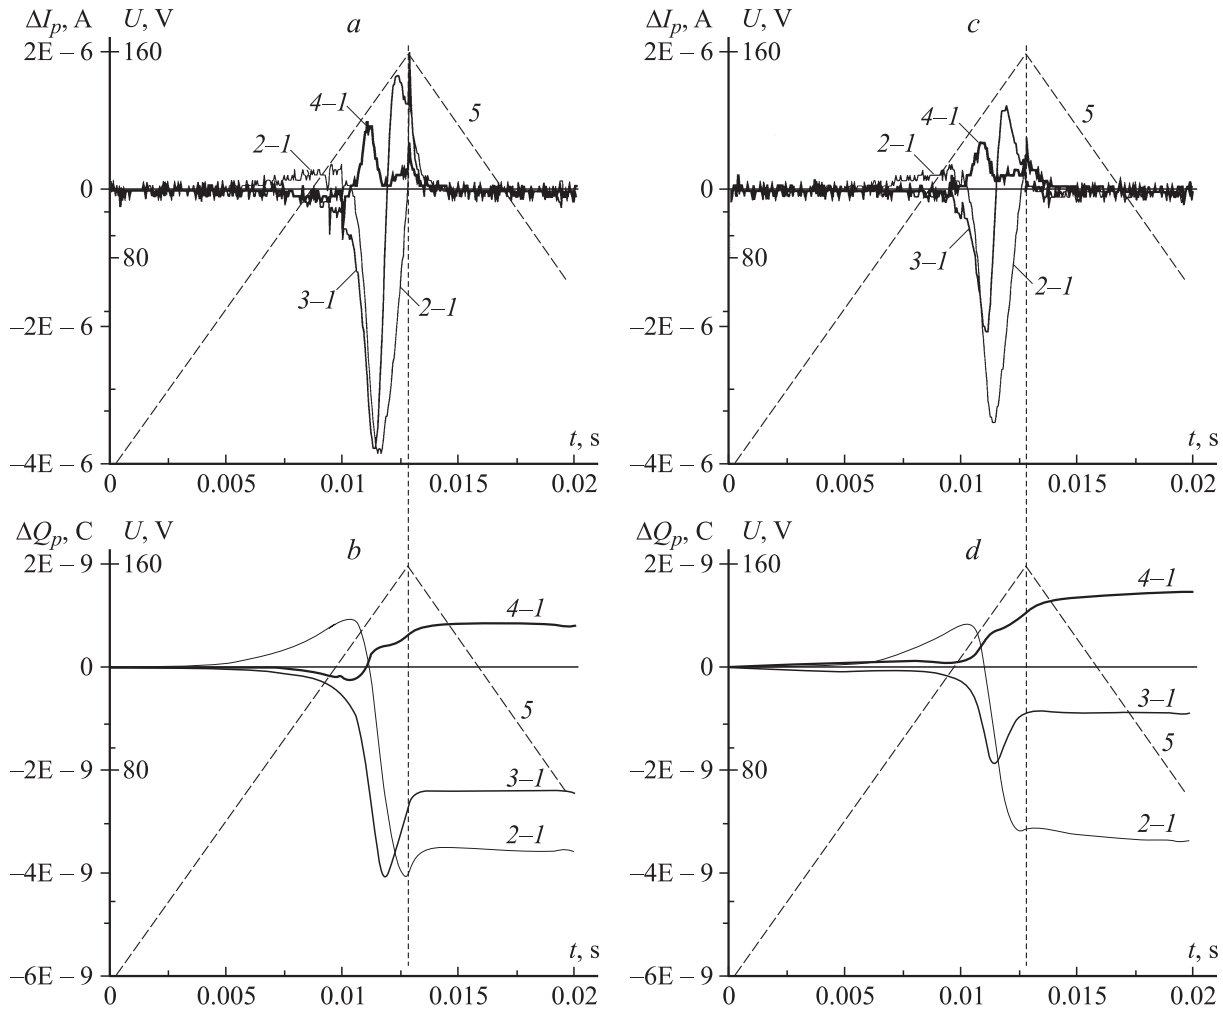 ΔIp, A U, V a
2E – 6 160
4–1
2–1
5
0
80
3–1
2–1
–2E – 6
t, s
–4E – 6
0 0.005 0.01 0.015 0.02
ΔIp, A U, V c
2E – 6 160
4–1
2–1
5
0
80
3–1
2–1
–2E – 6
t, s
–4E – 6
0 0.005 0.01 0.015 0.02
ΔQp, C U, V b
2E – 9 160
4–1
0
5
–2E – 9 80
3–1
2–1
–4E – 9
t, s
–6E – 9
0 0.005 0.01 0.015 0.02
ΔQp, C U, V d
2E – 9 160
4–1
0
3–1
5
–2E – 9 80
2–1
–4E – 9
t, s
–6E – 9
0 0.005 0.01 0.015 0.02